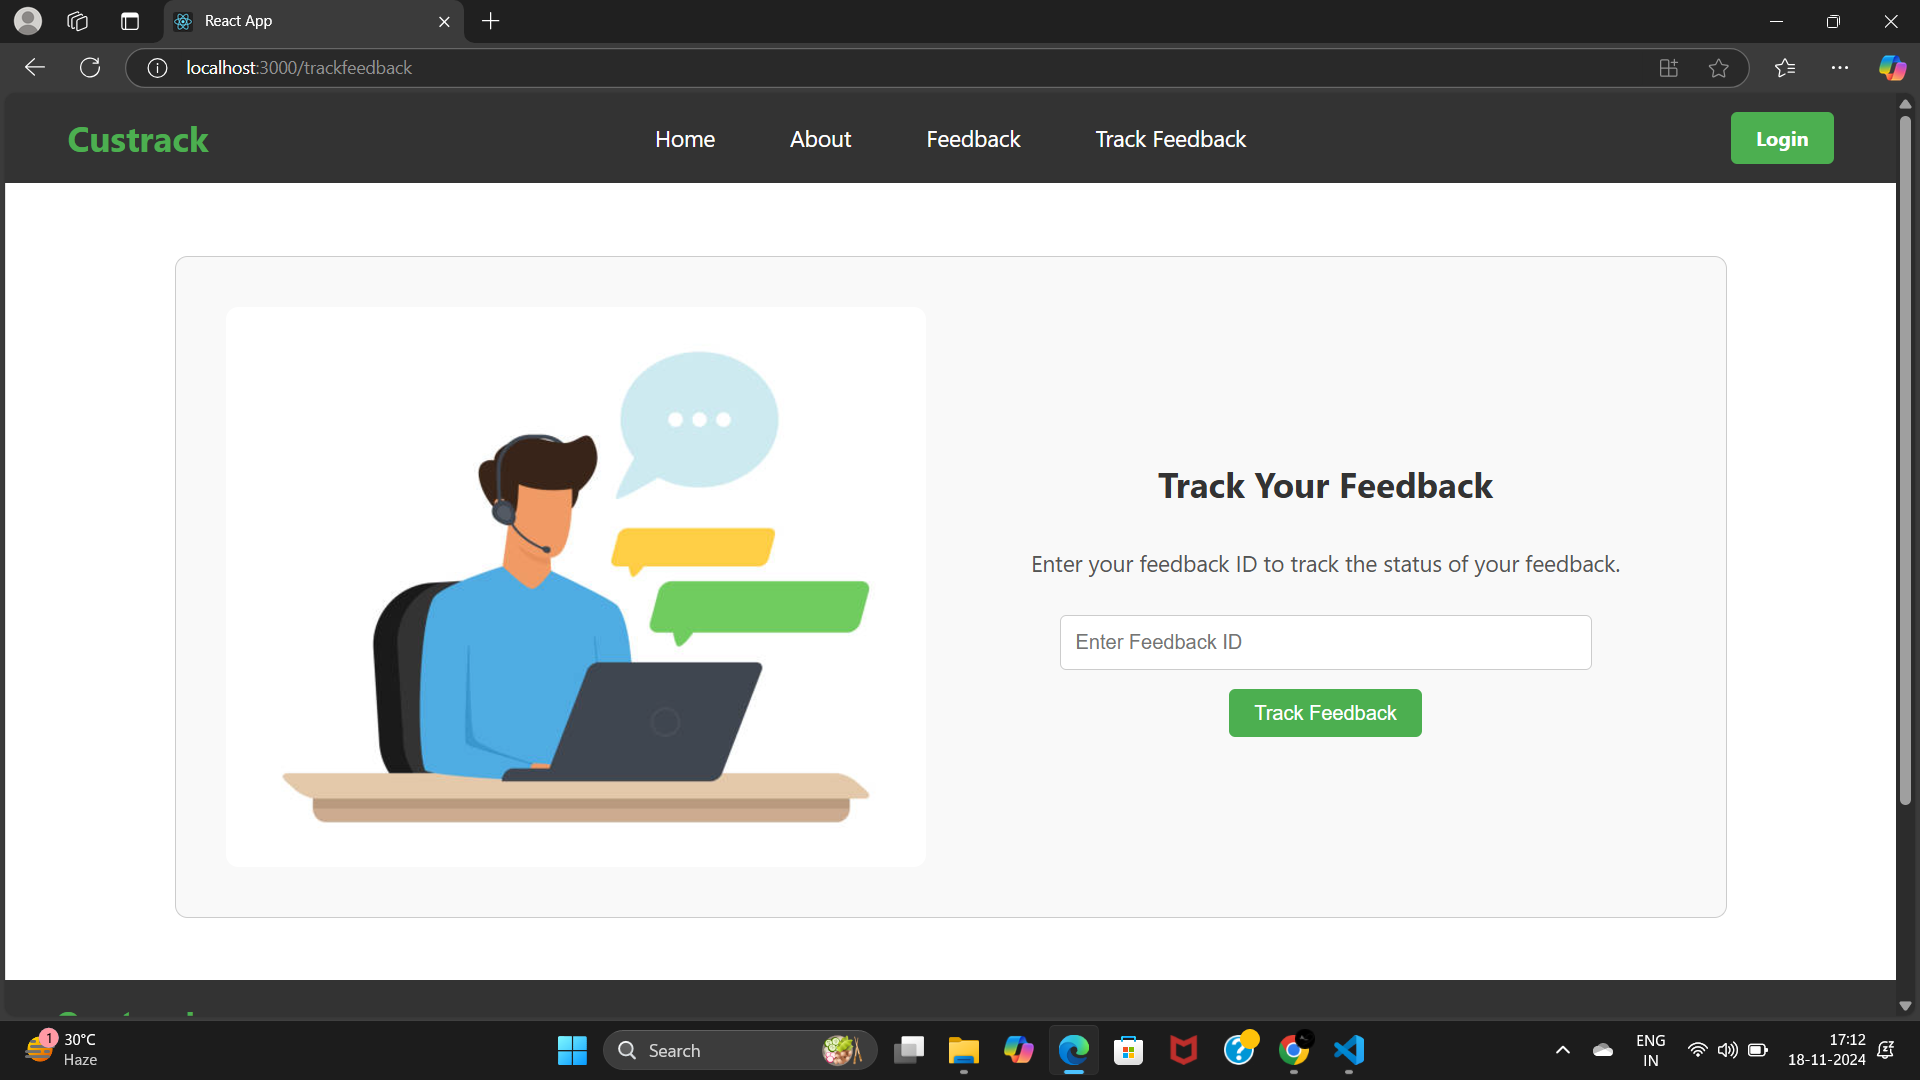 React App
localhost:3000/trackfeedback
Custrack
Home
About
Feedback
Track Feedback
Login
Track Your Feedback
Enter your feedback ID to track the status of your feedback.
Enter Feedback ID
Track Feedback
1
30°C
Haze
Search
ENG
IN
17:12
18-11-2024